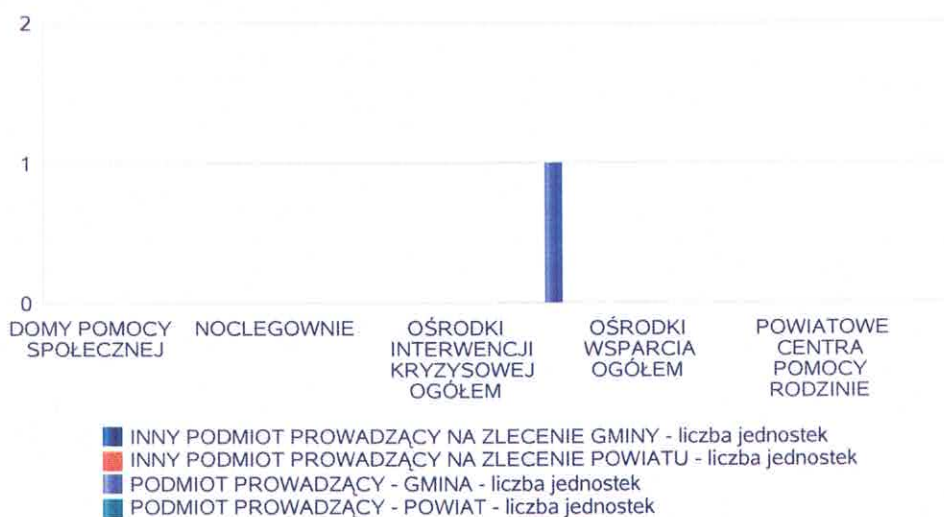 2
1
0
DOMY POMOCY SPOŁECZNEJ
NOCLEGOWNIE
OŚRODKI INTERWENCJI KRYZYSOWEJ OGÓŁEM
OŚRODKI WSPARCIA OGÓŁEM
POWIATOWE CENTRA POMOCY RODZINIE
INNY PODMIOT PROWADZĄCY NA ZLECENIE GMINY - liczba jednostek
INNY PODMIOT PROWADZĄCY NA ZLECENIE POWIATU - liczba jednostek
PODMIOT PROWADZĄCY - GMINA - liczba jednostek
PODMIOT PROWADZĄCY - POWIAT - liczba jednostek